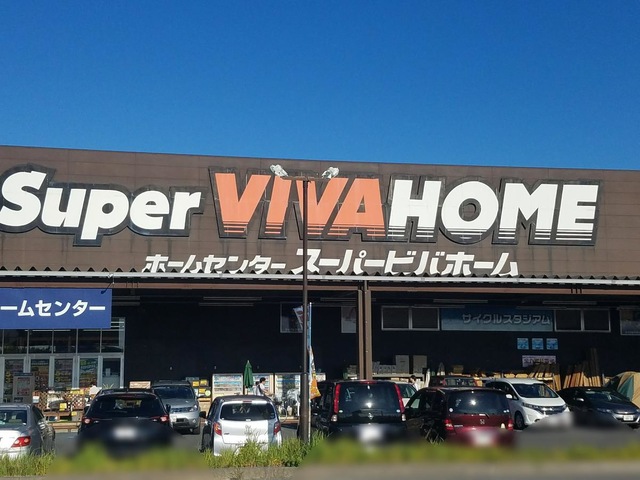 Super VIVAHOME
ホームセンター スーパービバホーム
ームセンター
サイクルスタジアム